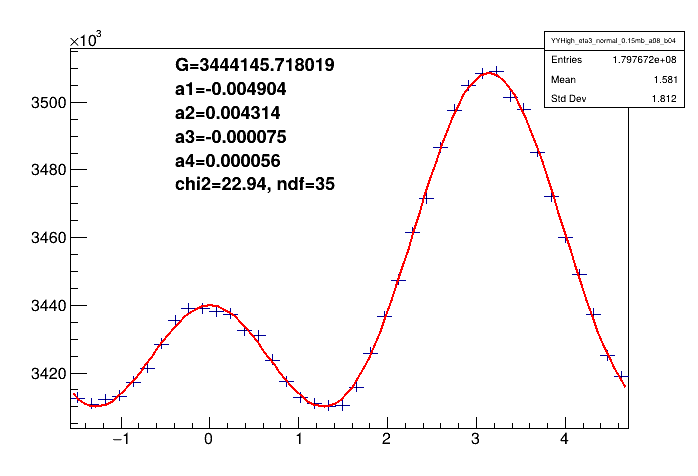 ×10³
YYHigh_eta3_normal_0.15mb_a08_b04
Entries 1.797672e+08
Mean 1.581
Std Dev 1.812
G=3444145.718019
a1=-0.004904
a2=0.004314
a3=-0.000075
a4=0.000056
chi2=22.94, ndf=35
3500
3480
3460
3440
3420
−1 0 1 2 3 4